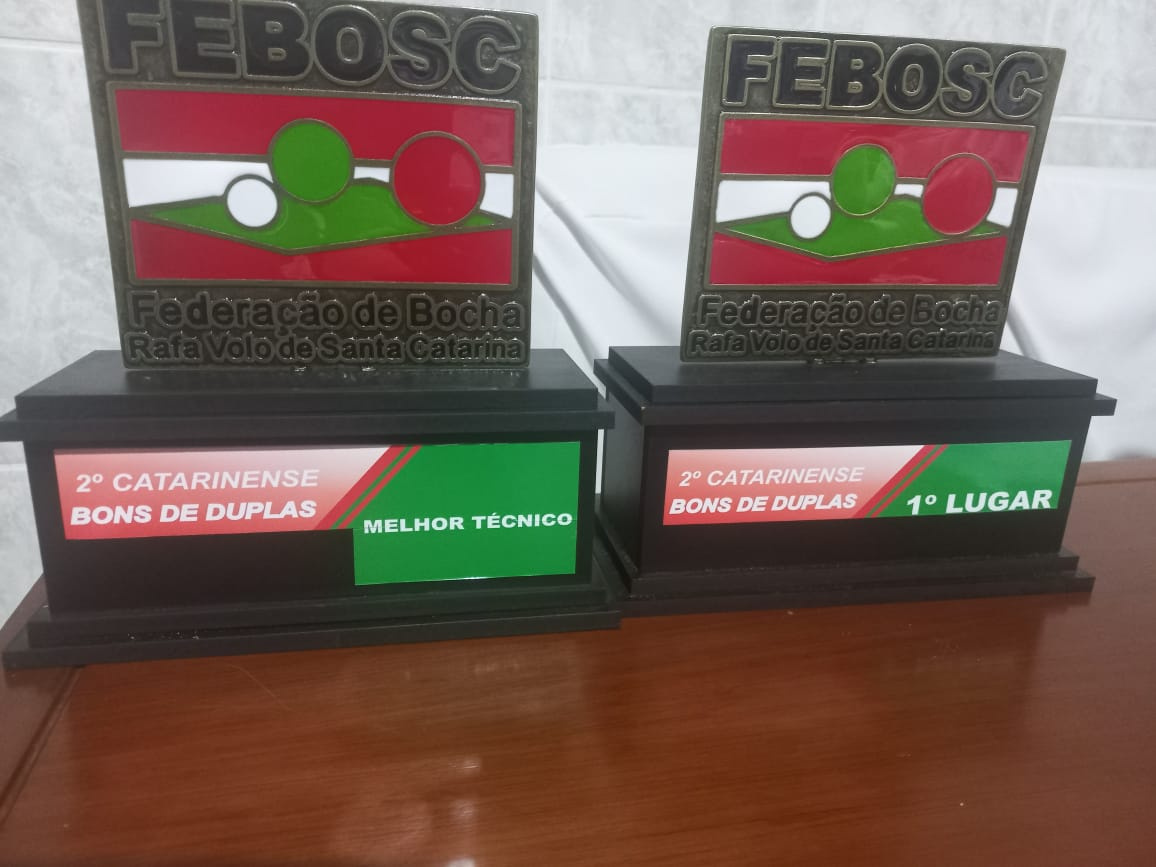 FEBOSC
Federação de Bocha
Rafa Volo de Santa Catarina
2º CATARINENSE
BONS DE DUPLAS
MELHOR TÉCNICO
FEBOSC
Federação de Bocha
Rafa Volo de Santa Catarina
2º CATARINENSE
BONS DE DUPLAS
1º LUGAR